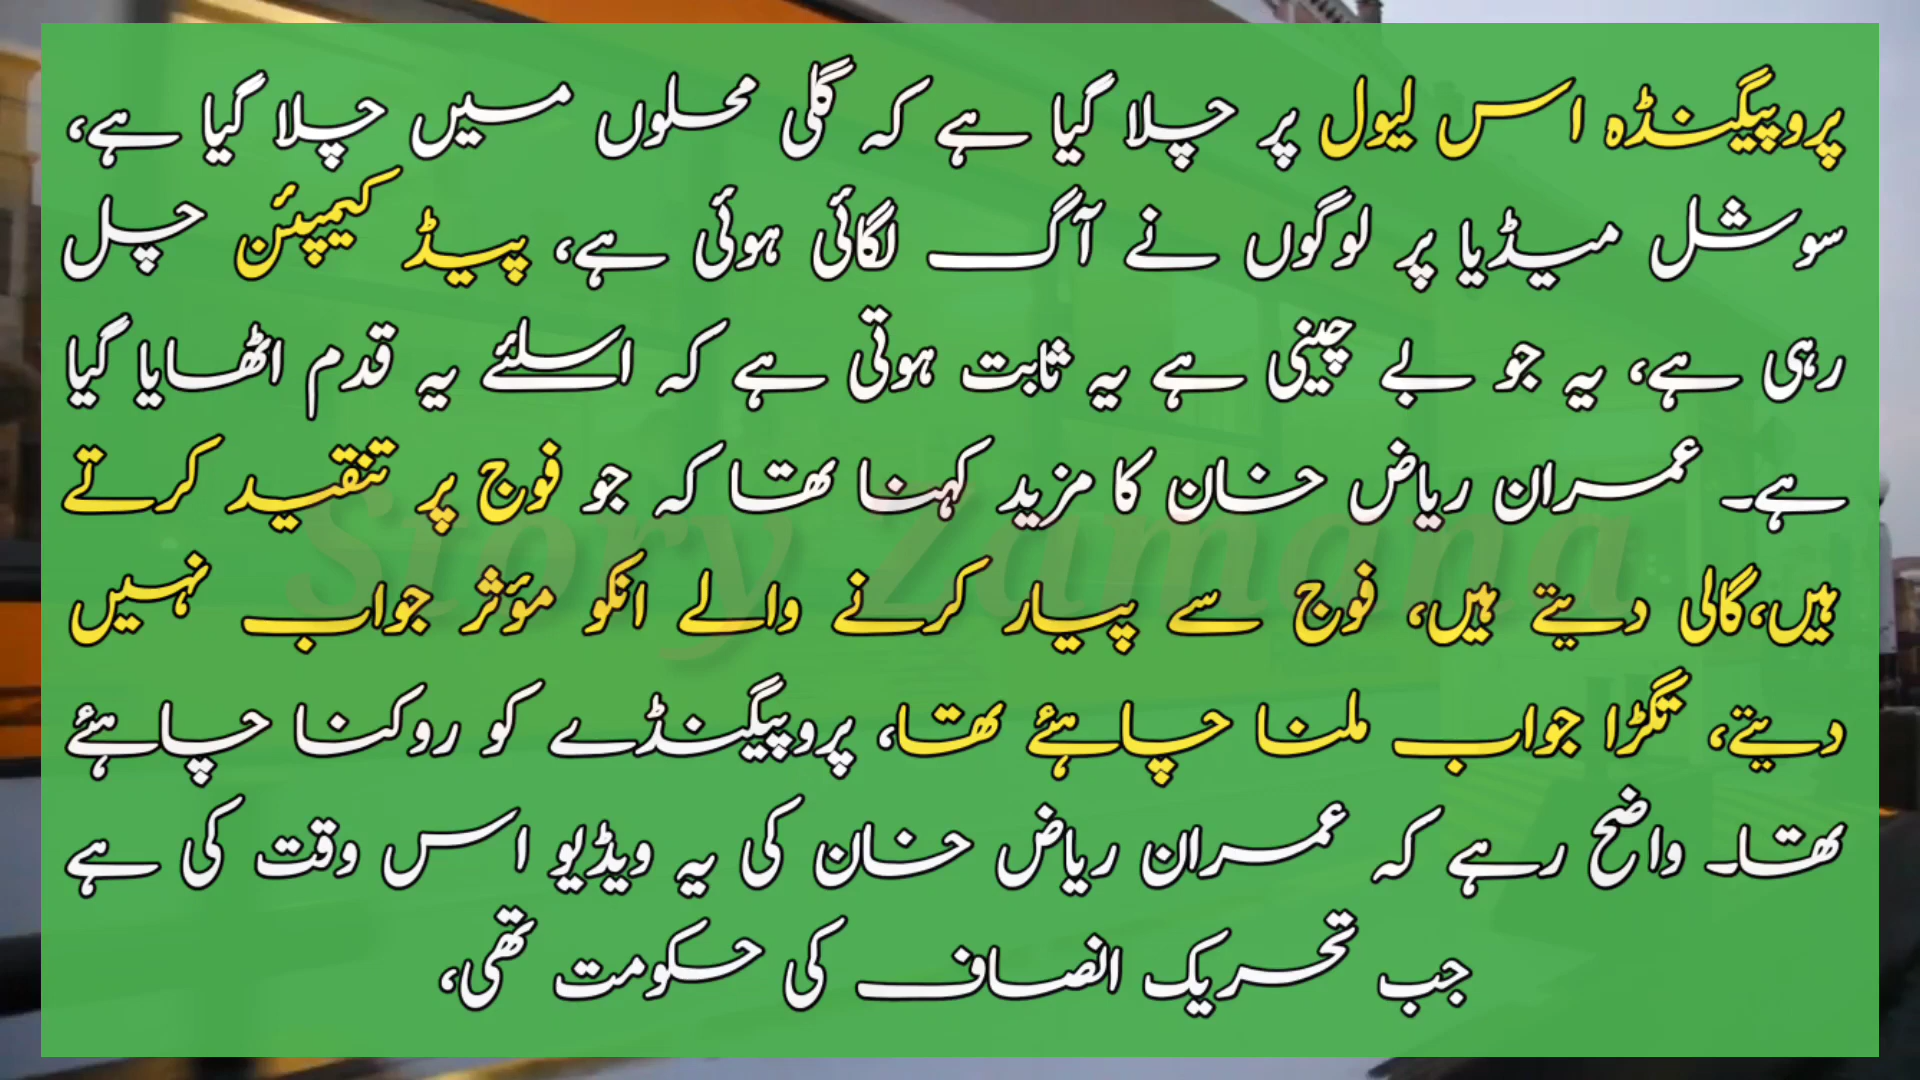 پروپیگنڈہ اس لیول پر چلا گیا ہے کہ گلی محلوں میں چلا گیا ہے،
سوشل میڈیا پر لوگوں نے آگ لگائی ہوئی ہے، پیڈ کیمپئن چل
رہی ہے، یہ جو بے چینی ہے یہ ثابت ہوتی ہے کہ اسلئے یہ قدم اٹھایا گیا
ہے۔ عمران ریاض خان کا مزید کہنا تھا کہ جو فوج پر تنقید کرتے
ہیں،گالی دیتے ہیں، فوج سے پیار کرنے والے انکو مؤثر جواب نہیں
دیتے، تگڑا جواب ملنا چاہئے تھا، پروپیگنڈے کو روکنا چاہئے
تھا۔ واضح رہے کہ عمران ریاض خان کی یہ ویڈیو اس وقت کی ہے
جب تحریک انصاف کی حکومت تھی،
Story Zamana